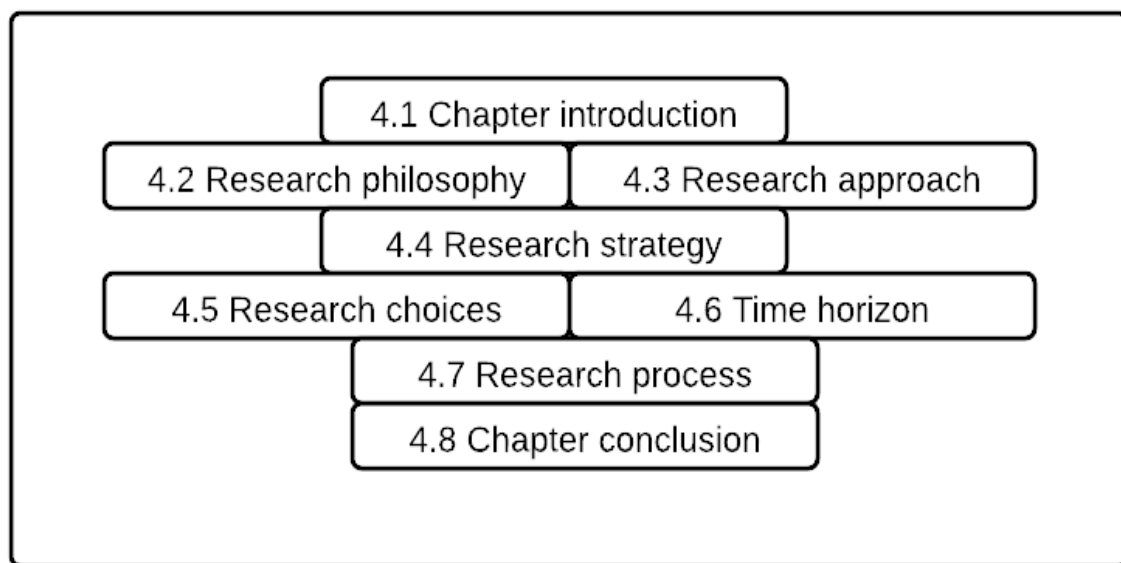 4.1 Chapter introduction
4.2 Research philosophy
4.3 Research approach
4.4 Research strategy
4.5 Research choices
4.6 Time horizon
4.7 Research process
4.8 Chapter conclusion